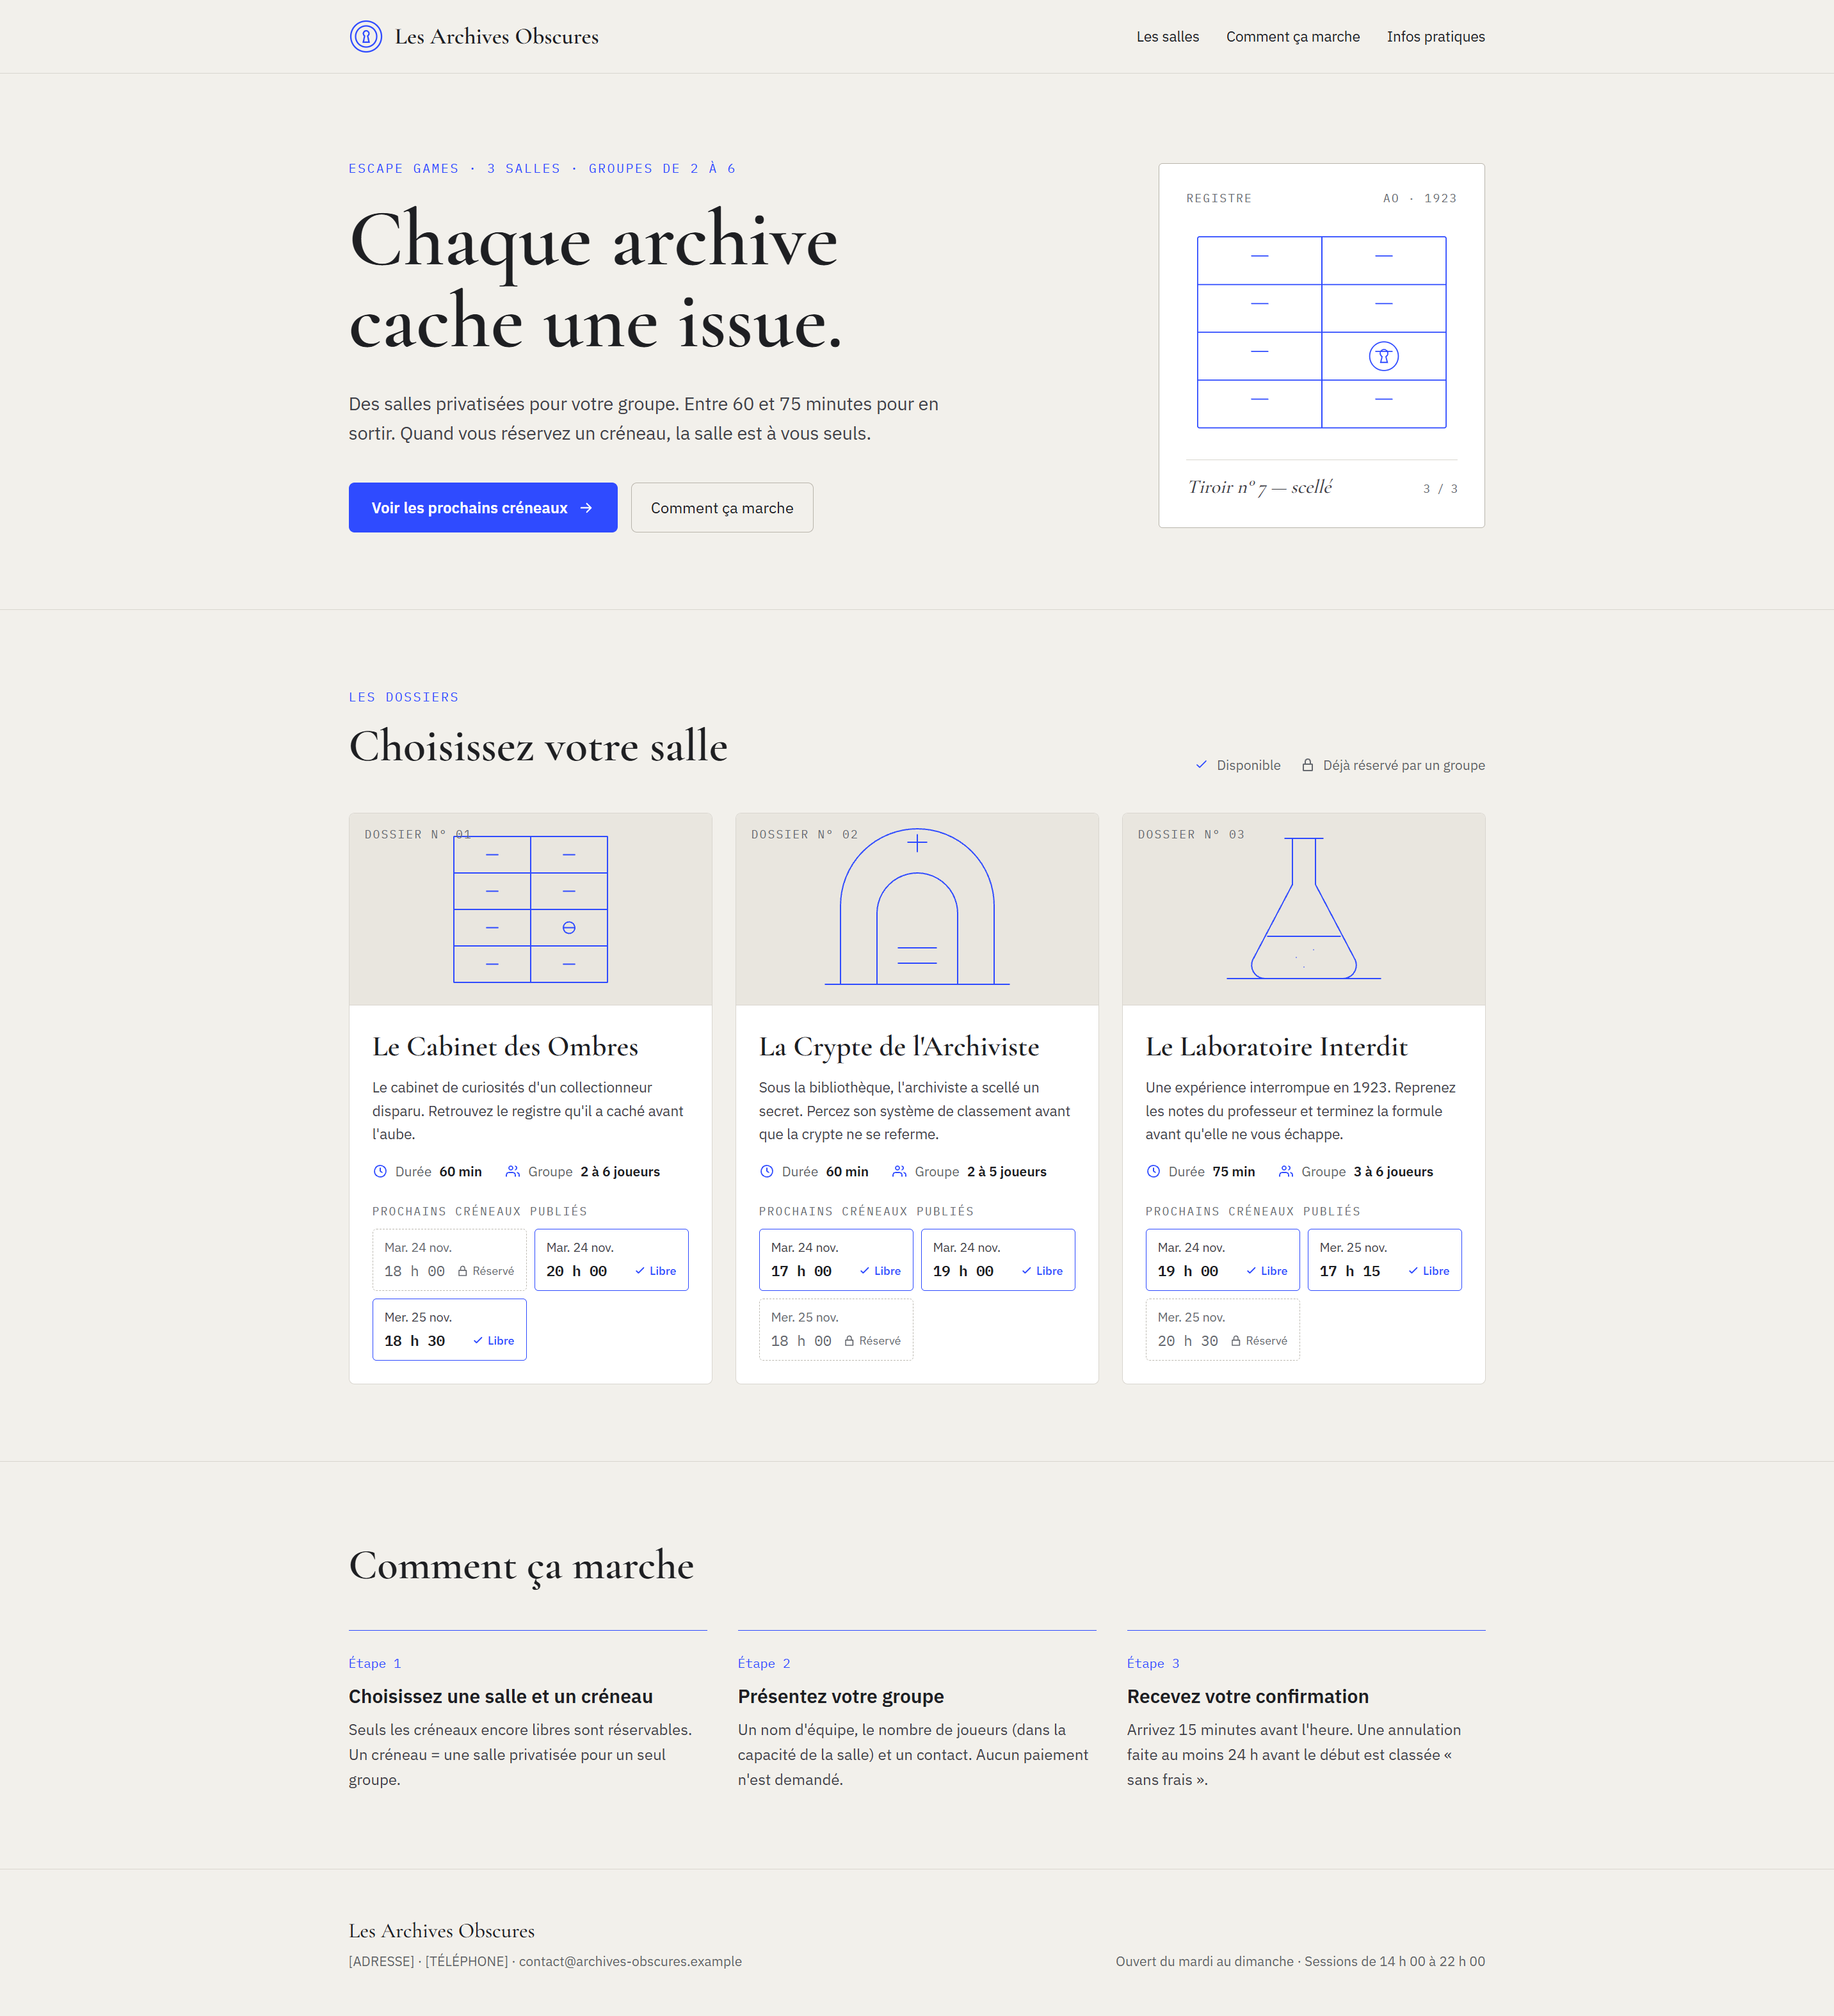 Les Archives Obscures
Les salles
Comment ça marche
Infos pratiques
ESCAPE GAMES · 3 SALLES · GROUPES DE 2 À 6
Chaque archive
cache une issue.
Des salles privatisées pour votre groupe. Entre 60 et 75 minutes pour en
sortir. Quand vous réservez un créneau, la salle est à vous seuls.
Voir les prochains créneaux →
Comment ça marche
REGISTRE
AO · 1923
Tiroir nº 7 — scellé
3 / 3
LES DOSSIERS
Choisissez votre salle
Disponible
Déjà réservé par un groupe
DOSSIER N° 01
Le Cabinet des Ombres
Le cabinet de curiosités d'un collectionneur
disparu. Retrouvez le registre qu'il a caché avant
l'aube.
Durée 60 min
Groupe 2 à 6 joueurs
PROCHAINS CRÉNEAUX PUBLIÉS
Mar. 24 nov.
18 h 00 Réservé
Mar. 24 nov.
20 h 00 Libre
Mer. 25 nov.
18 h 30 Libre
DOSSIER N° 02
La Crypte de l'Archiviste
Sous la bibliothèque, l'archiviste a scellé un
secret. Percez son système de classement avant
que la crypte ne se referme.
Durée 60 min
Groupe 2 à 5 joueurs
PROCHAINS CRÉNEAUX PUBLIÉS
Mar. 24 nov.
17 h 00 Libre
Mar. 24 nov.
19 h 00 Libre
Mer. 25 nov.
18 h 00 Réservé
DOSSIER N° 03
Le Laboratoire Interdit
Une expérience interrompue en 1923. Reprenez
les notes du professeur et terminez la formule
avant qu'elle ne vous échappe.
Durée 75 min
Groupe 3 à 6 joueurs
PROCHAINS CRÉNEAUX PUBLIÉS
Mar. 24 nov.
19 h 00 Libre
Mer. 25 nov.
17 h 15 Libre
Mer. 25 nov.
20 h 30 Réservé
Comment ça marche
Étape 1
Choisissez une salle et un créneau
Seuls les créneaux encore libres sont réservables.
Un créneau = une salle privatisée pour un seul
groupe.
Étape 2
Présentez votre groupe
Un nom d'équipe, le nombre de joueurs (dans la
capacité de la salle) et un contact. Aucun paiement
n'est demandé.
Étape 3
Recevez votre confirmation
Arrivez 15 minutes avant l'heure. Une annulation
faite au moins 24 h avant le début est classée «
sans frais ».
Les Archives Obscures
[ADRESSE] · [TÉLÉPHONE] · contact@archives-obscures.example
Ouvert du mardi au dimanche · Sessions de 14 h 00 à 22 h 00